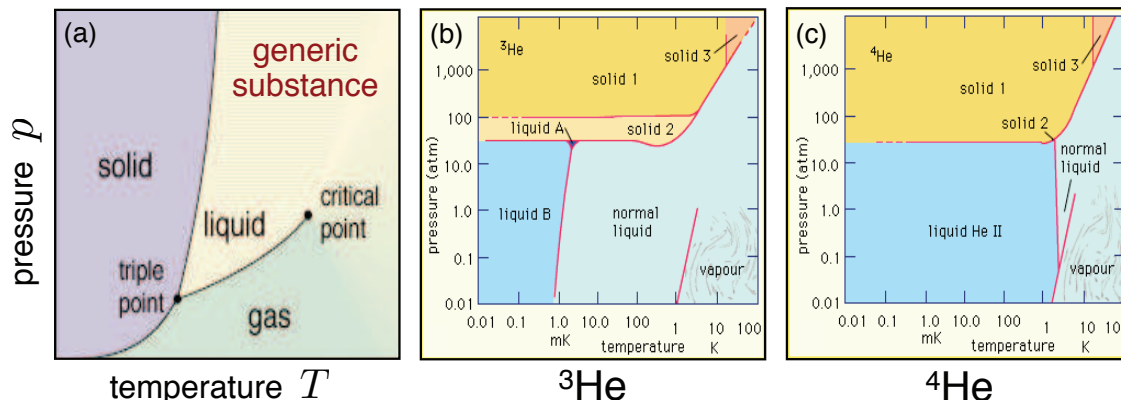 (a)
generic
substance
solid
liquid
critical
point
triple
point
gas
pressure p
temperature T
(b)
³He
solid 3
1,000
solid 1
100
liquid A
solid 2
10.0
pressure (atm)
1.0
liquid B
normal
liquid
0.1
vapour
0.01
0.01 0.1 1.0 10.0 100 1 10 100
mK temperature K
³He
(c)
⁴He
solid 3
1,000
solid 1
100
solid 2
10.0
normal
liquid
pressure (atm)
1.0
liquid He II
0.1
vapour
0.01
0.01 0.1 1.0 10.0 100 1 10 100
mK temperature K
⁴He